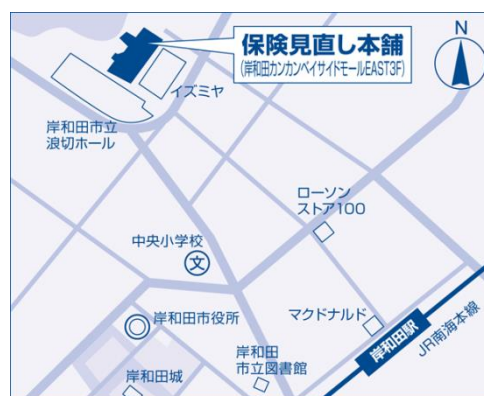 保険見直し本舗
(岸和田カンカンベイサイドモールEAST3F)
N
イズミヤ
岸和田市立
浪切ホール
ローソン
ストア100
中央小学校
文
岸和田市役所
マクドナルド
岸和田駅
JR南海本線
岸和田
市立図書館
岸和田城